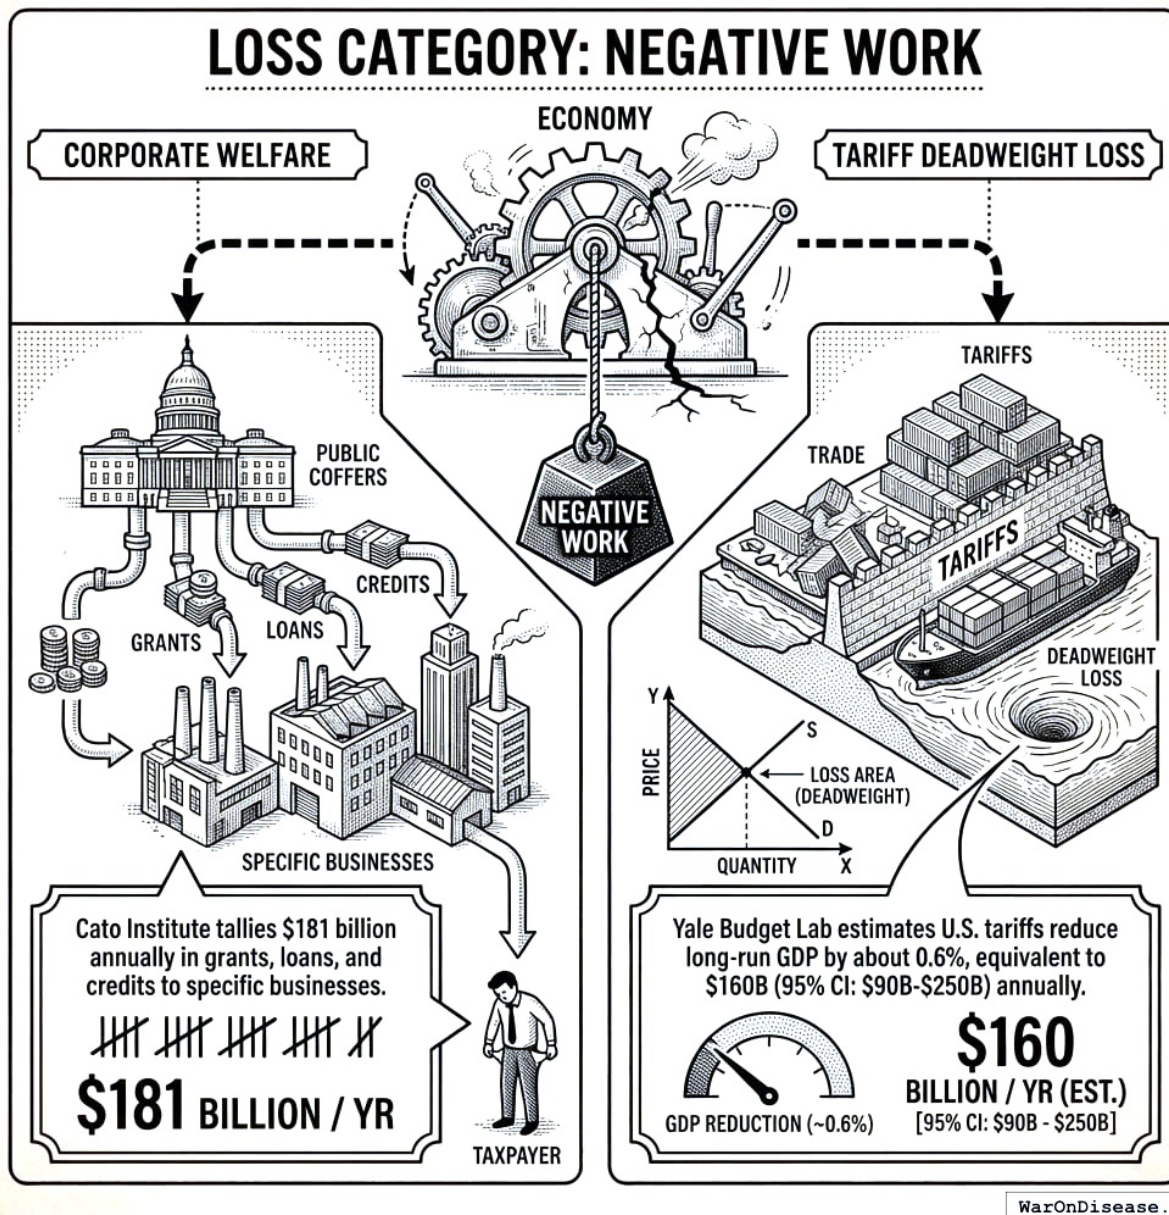 LOSS CATEGORY: NEGATIVE WORK
ECONOMY
CORPORATE WELFARE
TARIFF DEADWEIGHT LOSS
NEGATIVE
WORK
PUBLIC
COFFERS
CREDITS
LOANS
GRANTS
SPECIFIC BUSINESSES
Cato Institute tallies $181 billion
annually in grants, loans, and
credits to specific businesses.
$181 BILLION / YR
TAXPAYER
TARIFFS
TRADE
TARIFFS
DEADWEIGHT
LOSS
Y
PRICE
S
LOSS AREA
(DEADWEIGHT)
D
QUANTITY
X
Yale Budget Lab estimates U.S. tariffs reduce
long-run GDP by about 0.6%, equivalent to
$160B (95% CI: $90B-$250B) annually.
GDP REDUCTION (~0.6%)
$160
BILLION / YR (EST.)
[95% CI: $90B - $250B]
WarOnDisease.